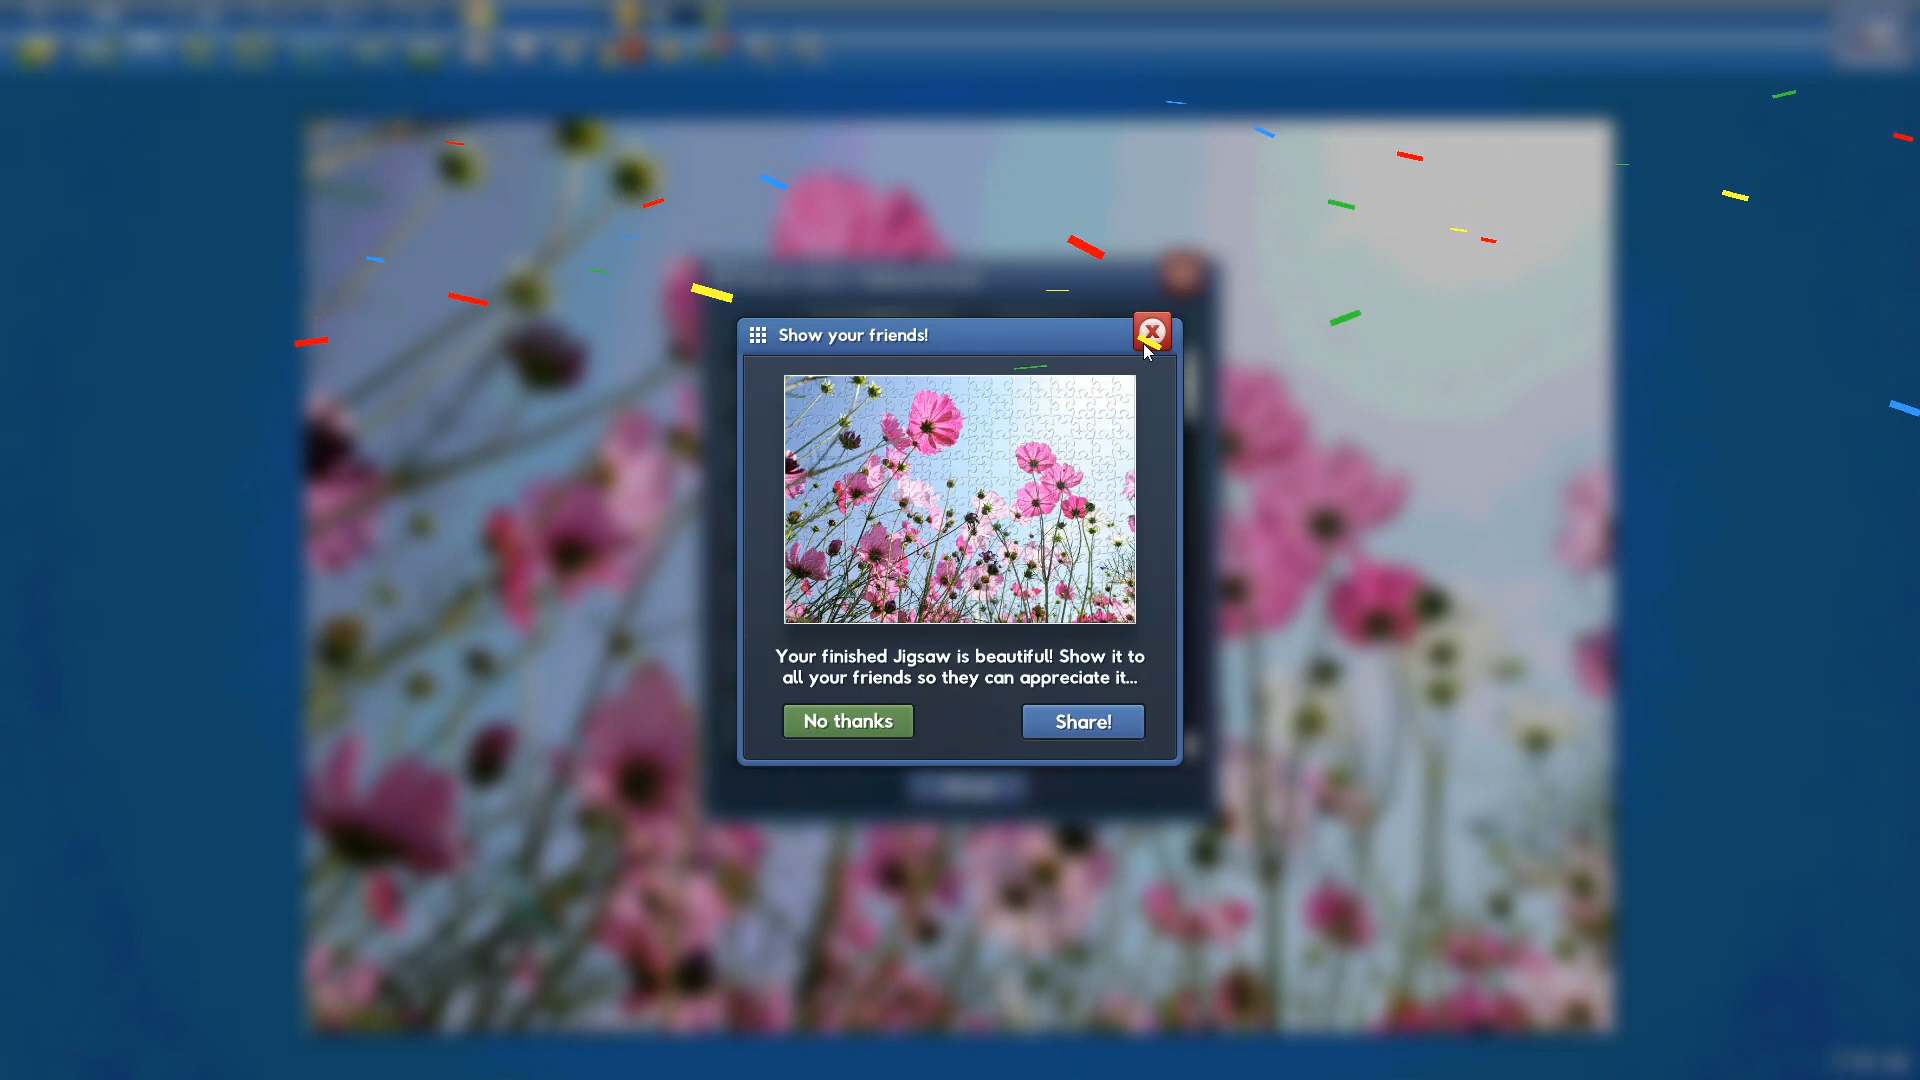 Show your friends!
Your finished Jigsaw is beautiful! Show it to
all your friends so they can appreciate it...
No thanks
Share!